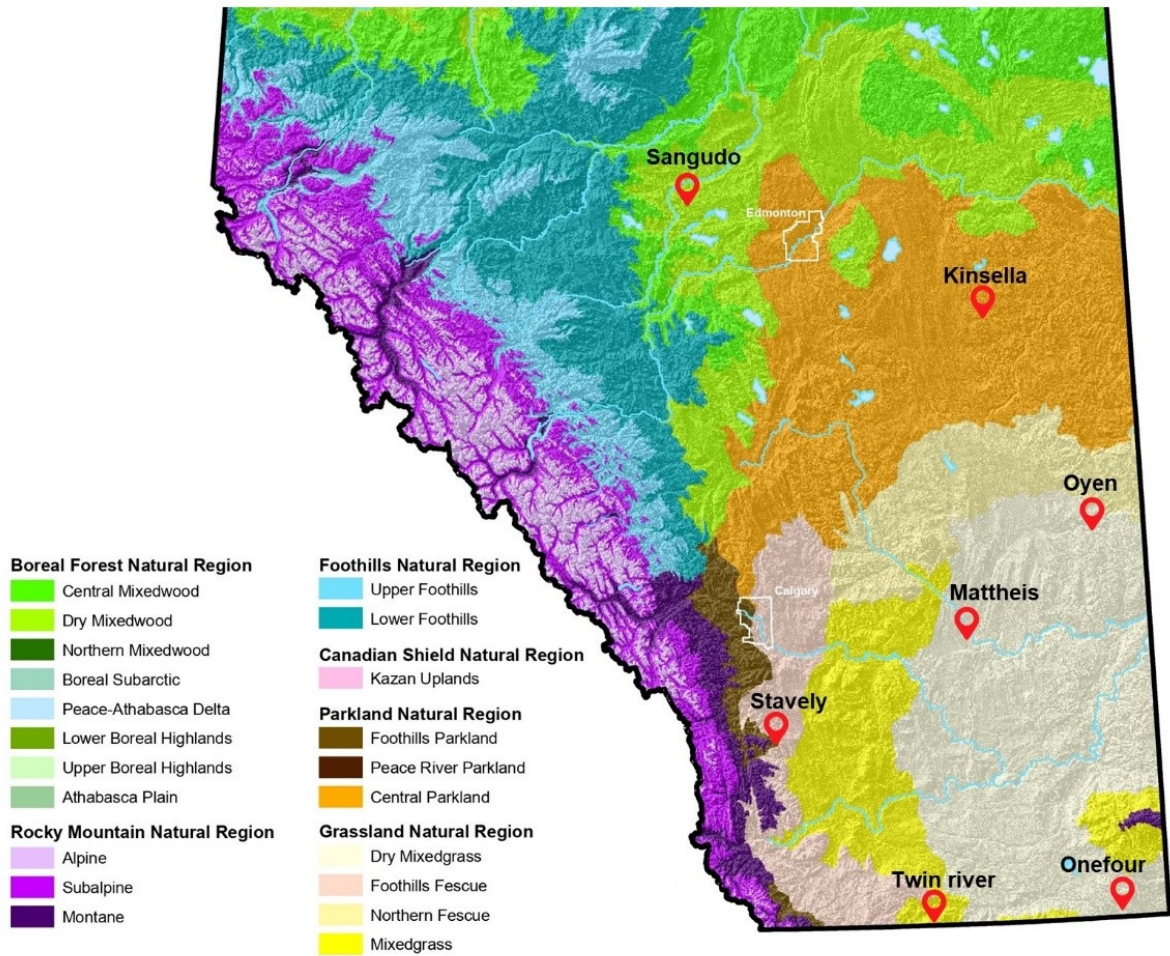 Sangudo
Edmonton
Kinsella
Oyen
Mattheis
Calgary
Stavely
Twin river
Onefour
Boreal Forest Natural Region
Central Mixedwood
Dry Mixedwood
Northern Mixedwood
Boreal Subarctic
Peace-Athabasca Delta
Lower Boreal Highlands
Upper Boreal Highlands
Athabasca Plain
Rocky Mountain Natural Region
Alpine
Subalpine
Montane
Foothills Natural Region
Upper Foothills
Lower Foothills
Canadian Shield Natural Region
Kazan Uplands
Parkland Natural Region
Foothills Parkland
Peace River Parkland
Central Parkland
Grassland Natural Region
Dry Mixedgrass
Foothills Fescue
Northern Fescue
Mixedgrass